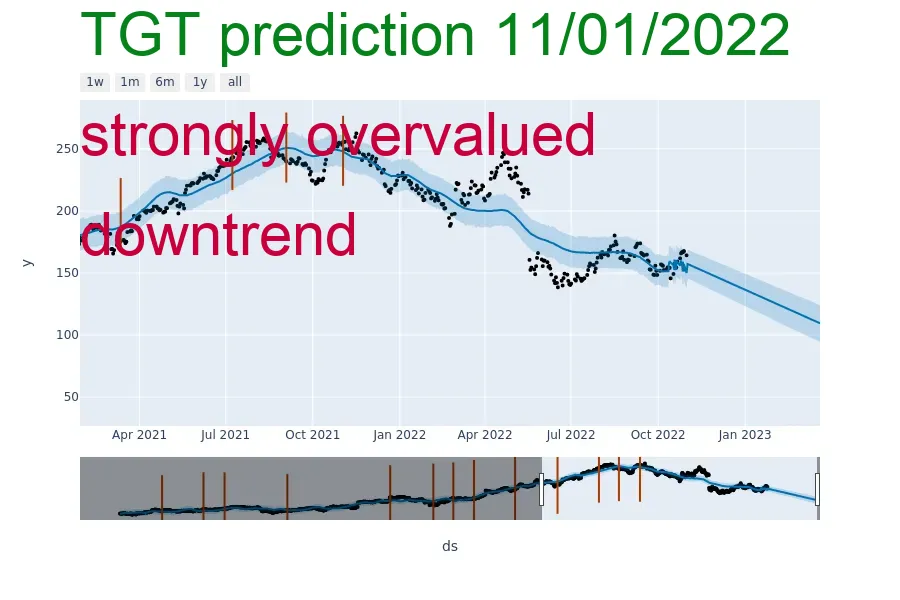 TGT prediction 11/01/2022
1w 1m 6m 1y all
strongly overvalued
downtrend
250
200
150
100
50
y
Apr 2021 Jul 2021 Oct 2021 Jan 2022 Apr 2022 Jul 2022 Oct 2022 Jan 2023
ds